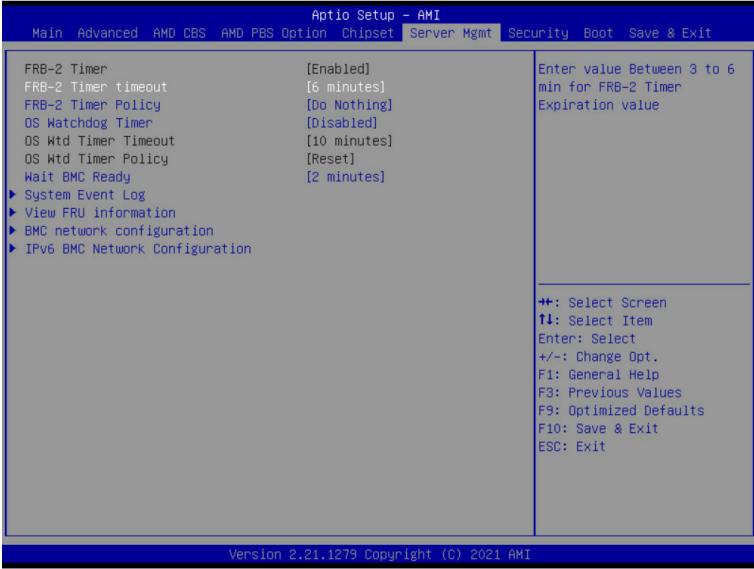 Aptio Setup – AMI
Main Advanced AMD CBS AMD PBS Option Chipset Server Mgmt Security Boot Save & Exit
FRB-2 Timer [Enabled]
FRB-2 Timer timeout [6 minutes]
FRB-2 Timer Policy [Do Nothing]
OS Watchdog Timer [Disabled]
OS Wtd Timer Timeout [10 minutes]
OS Wtd Timer Policy [Reset]
Wait BMC Ready [2 minutes]
System Event Log
View FRU information
BMC network configuration
IPv6 BMC Network Configuration
Enter value Between 3 to 6
min for FRB-2 Timer
Expiration value
→←: Select Screen
↑↓: Select Item
Enter: Select
+/-: Change Opt.
F1: General Help
F3: Previous Values
F9: Optimized Defaults
F10: Save & Exit
ESC: Exit
Version 2.21.1279 Copyright (C) 2021 AMI